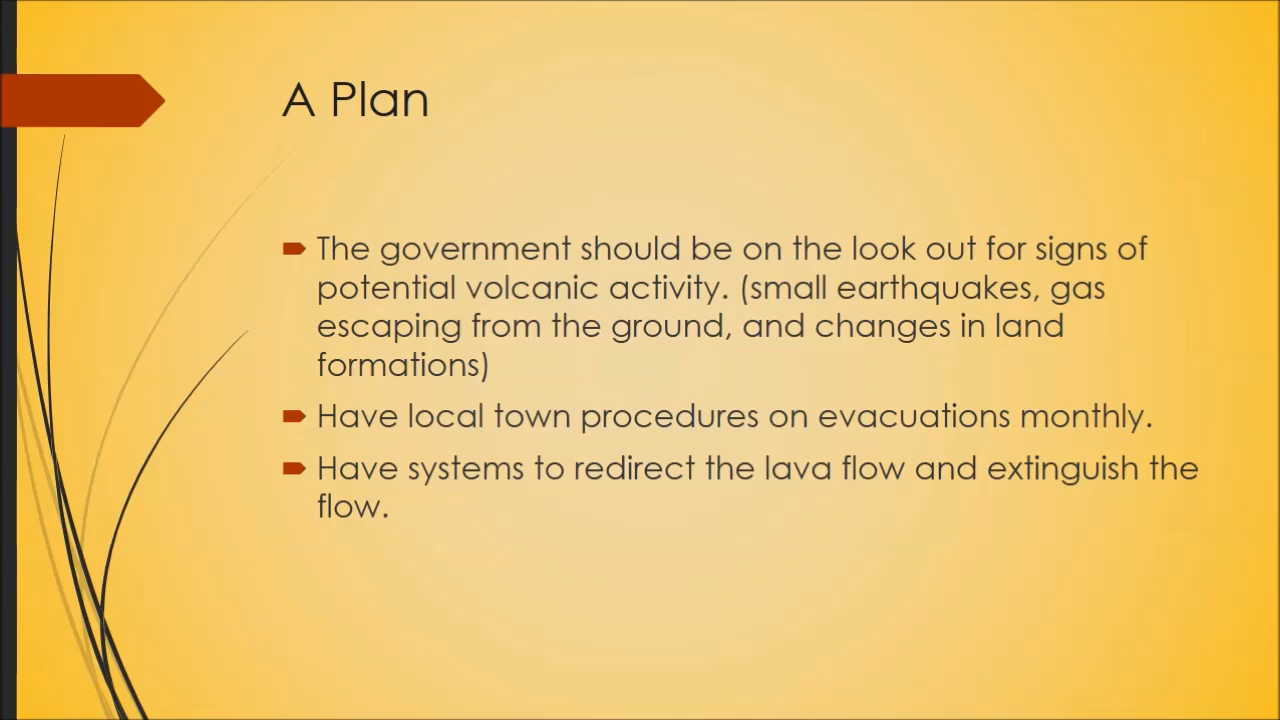 A Plan
The government should be on the look out for signs of
potential volcanic activity. (small earthquakes, gas
escaping from the ground, and changes in land
formations)
Have local town procedures on evacuations monthly.
Have systems to redirect the lava flow and extinguish the
flow.